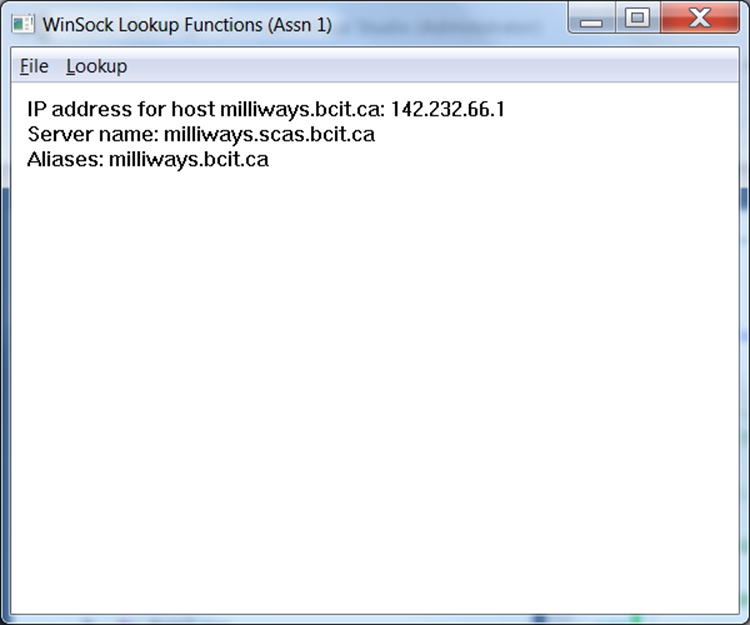 WinSock Lookup Functions (Assn 1)
File Lookup
IP address for host milliways.bcit.ca: 142.232.66.1
Server name: milliways.scas.bcit.ca
Aliases: milliways.bcit.ca